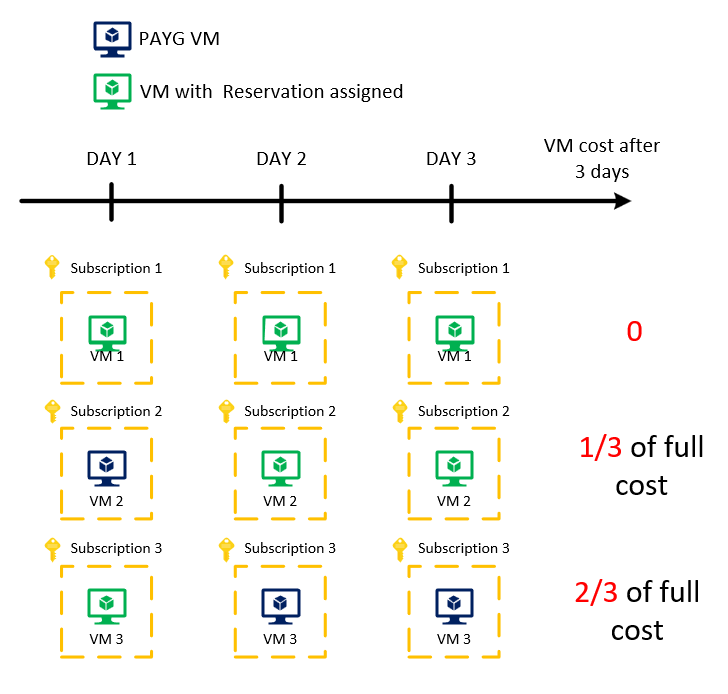 PAYG VM
VM with Reservation assigned
DAY 1
DAY 2
DAY 3
VM cost after
3 days
Subscription 1
Subscription 1
Subscription 1
VM 1
VM 1
VM 1
0
Subscription 2
Subscription 2
Subscription 2
VM 2
VM 2
VM 2
1/3 of full
cost
Subscription 3
Subscription 3
Subscription 3
VM 3
VM 3
VM 3
2/3 of full
cost